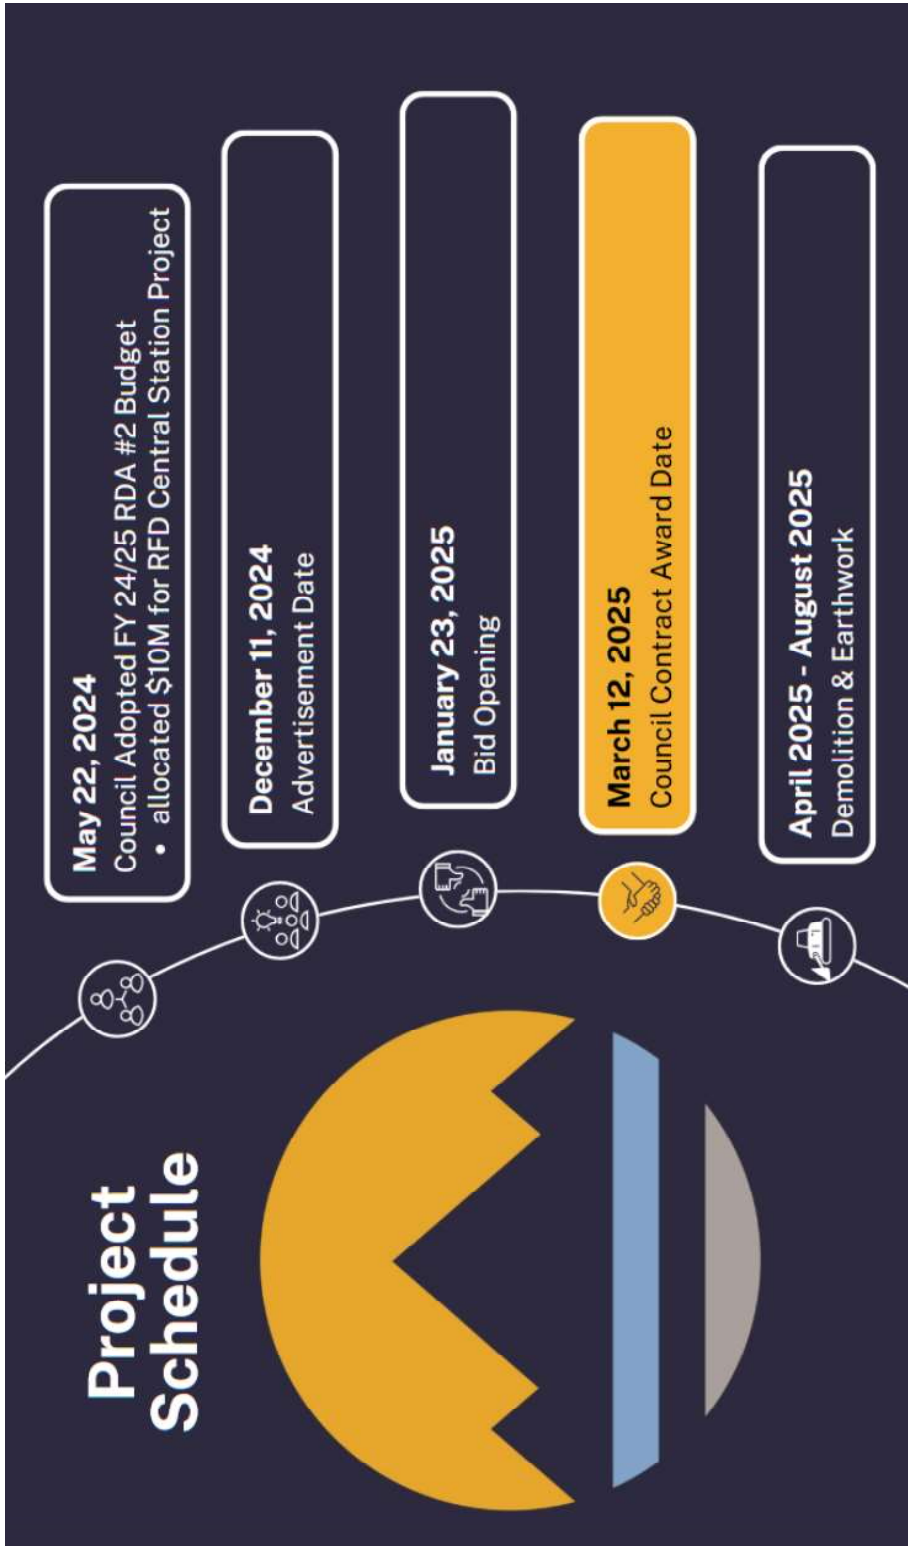 Project
Schedule
May 22, 2024
Council Adopted FY 24/25 RDA #2 Budget
• allocated $10M for RFD Central Station Project
December 11, 2024
Advertisement Date
January 23, 2025
Bid Opening
March 12, 2025
Council Contract Award Date
April 2025 - August 2025
Demolition & Earthwork